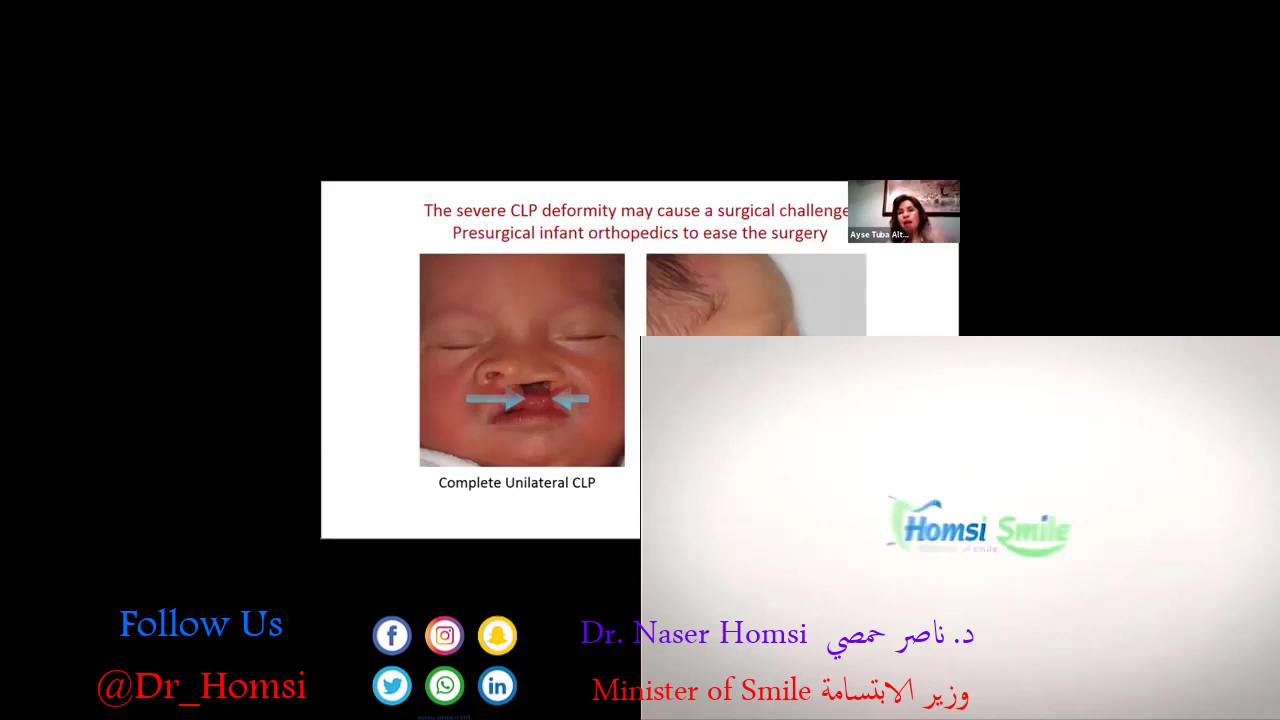 The severe CLP deformity may cause a surgical challenge
Presurgical infant orthopedics to ease the surgery
Ayse Tuba Alt...
Complete Unilateral CLP
Homsi Smile
Follow Us
@Dr_Homsi
Dr. Naser Homsi د. ناصر حمصي
Minister of Smile وزير الابتسامة